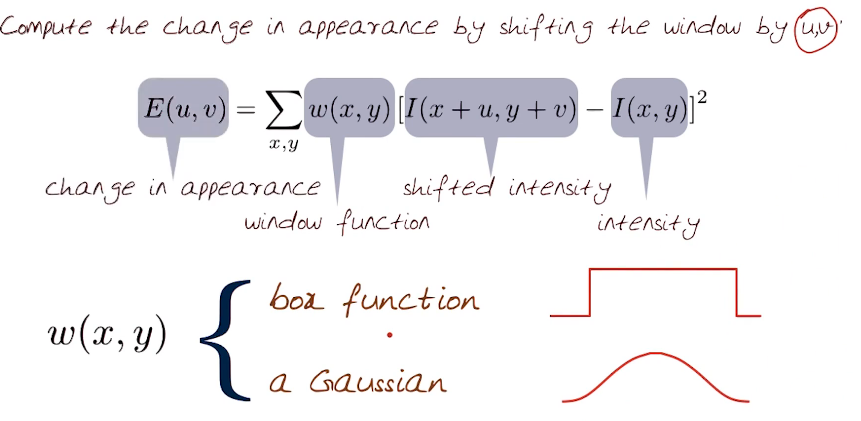 Compute the change in appearance by shifting the window by u,v
E(u, v) = ∑ w(x, y) [I(x + u, y + v) − I(x, y)]²
x,y
change in appearance shifted intensity
window function intensity
box function
w(x, y) {
a Gaussian